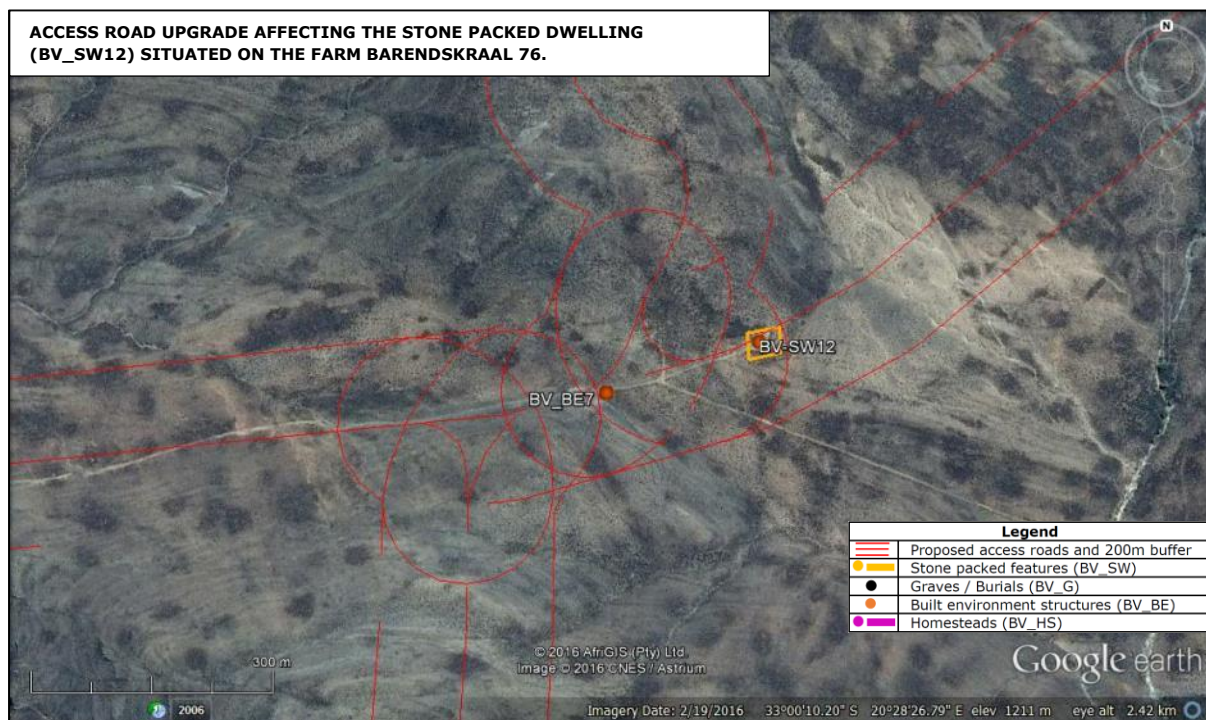 ACCESS ROAD UPGRADE AFFECTING THE STONE PACKED DWELLING
(BV_SW12) SITUATED ON THE FARM BARENDSKRAAL 76.
N
BV-SW12
BV_BE7
Legend
Proposed access roads and 200m buffer
Stone packed features (BV_SW)
Graves / Burials (BV_G)
Built environment structures (BV_BE)
Homesteads (BV_HS)
300 m
© 2016 AfriGIS (Pty) Ltd.
Image © 2016 CNES / Astrium
Google earth
2006
Imagery Date: 2/19/2016 33°00'10.20" S 20°28'26.79" E elev 1211 m eye alt 2.42 km